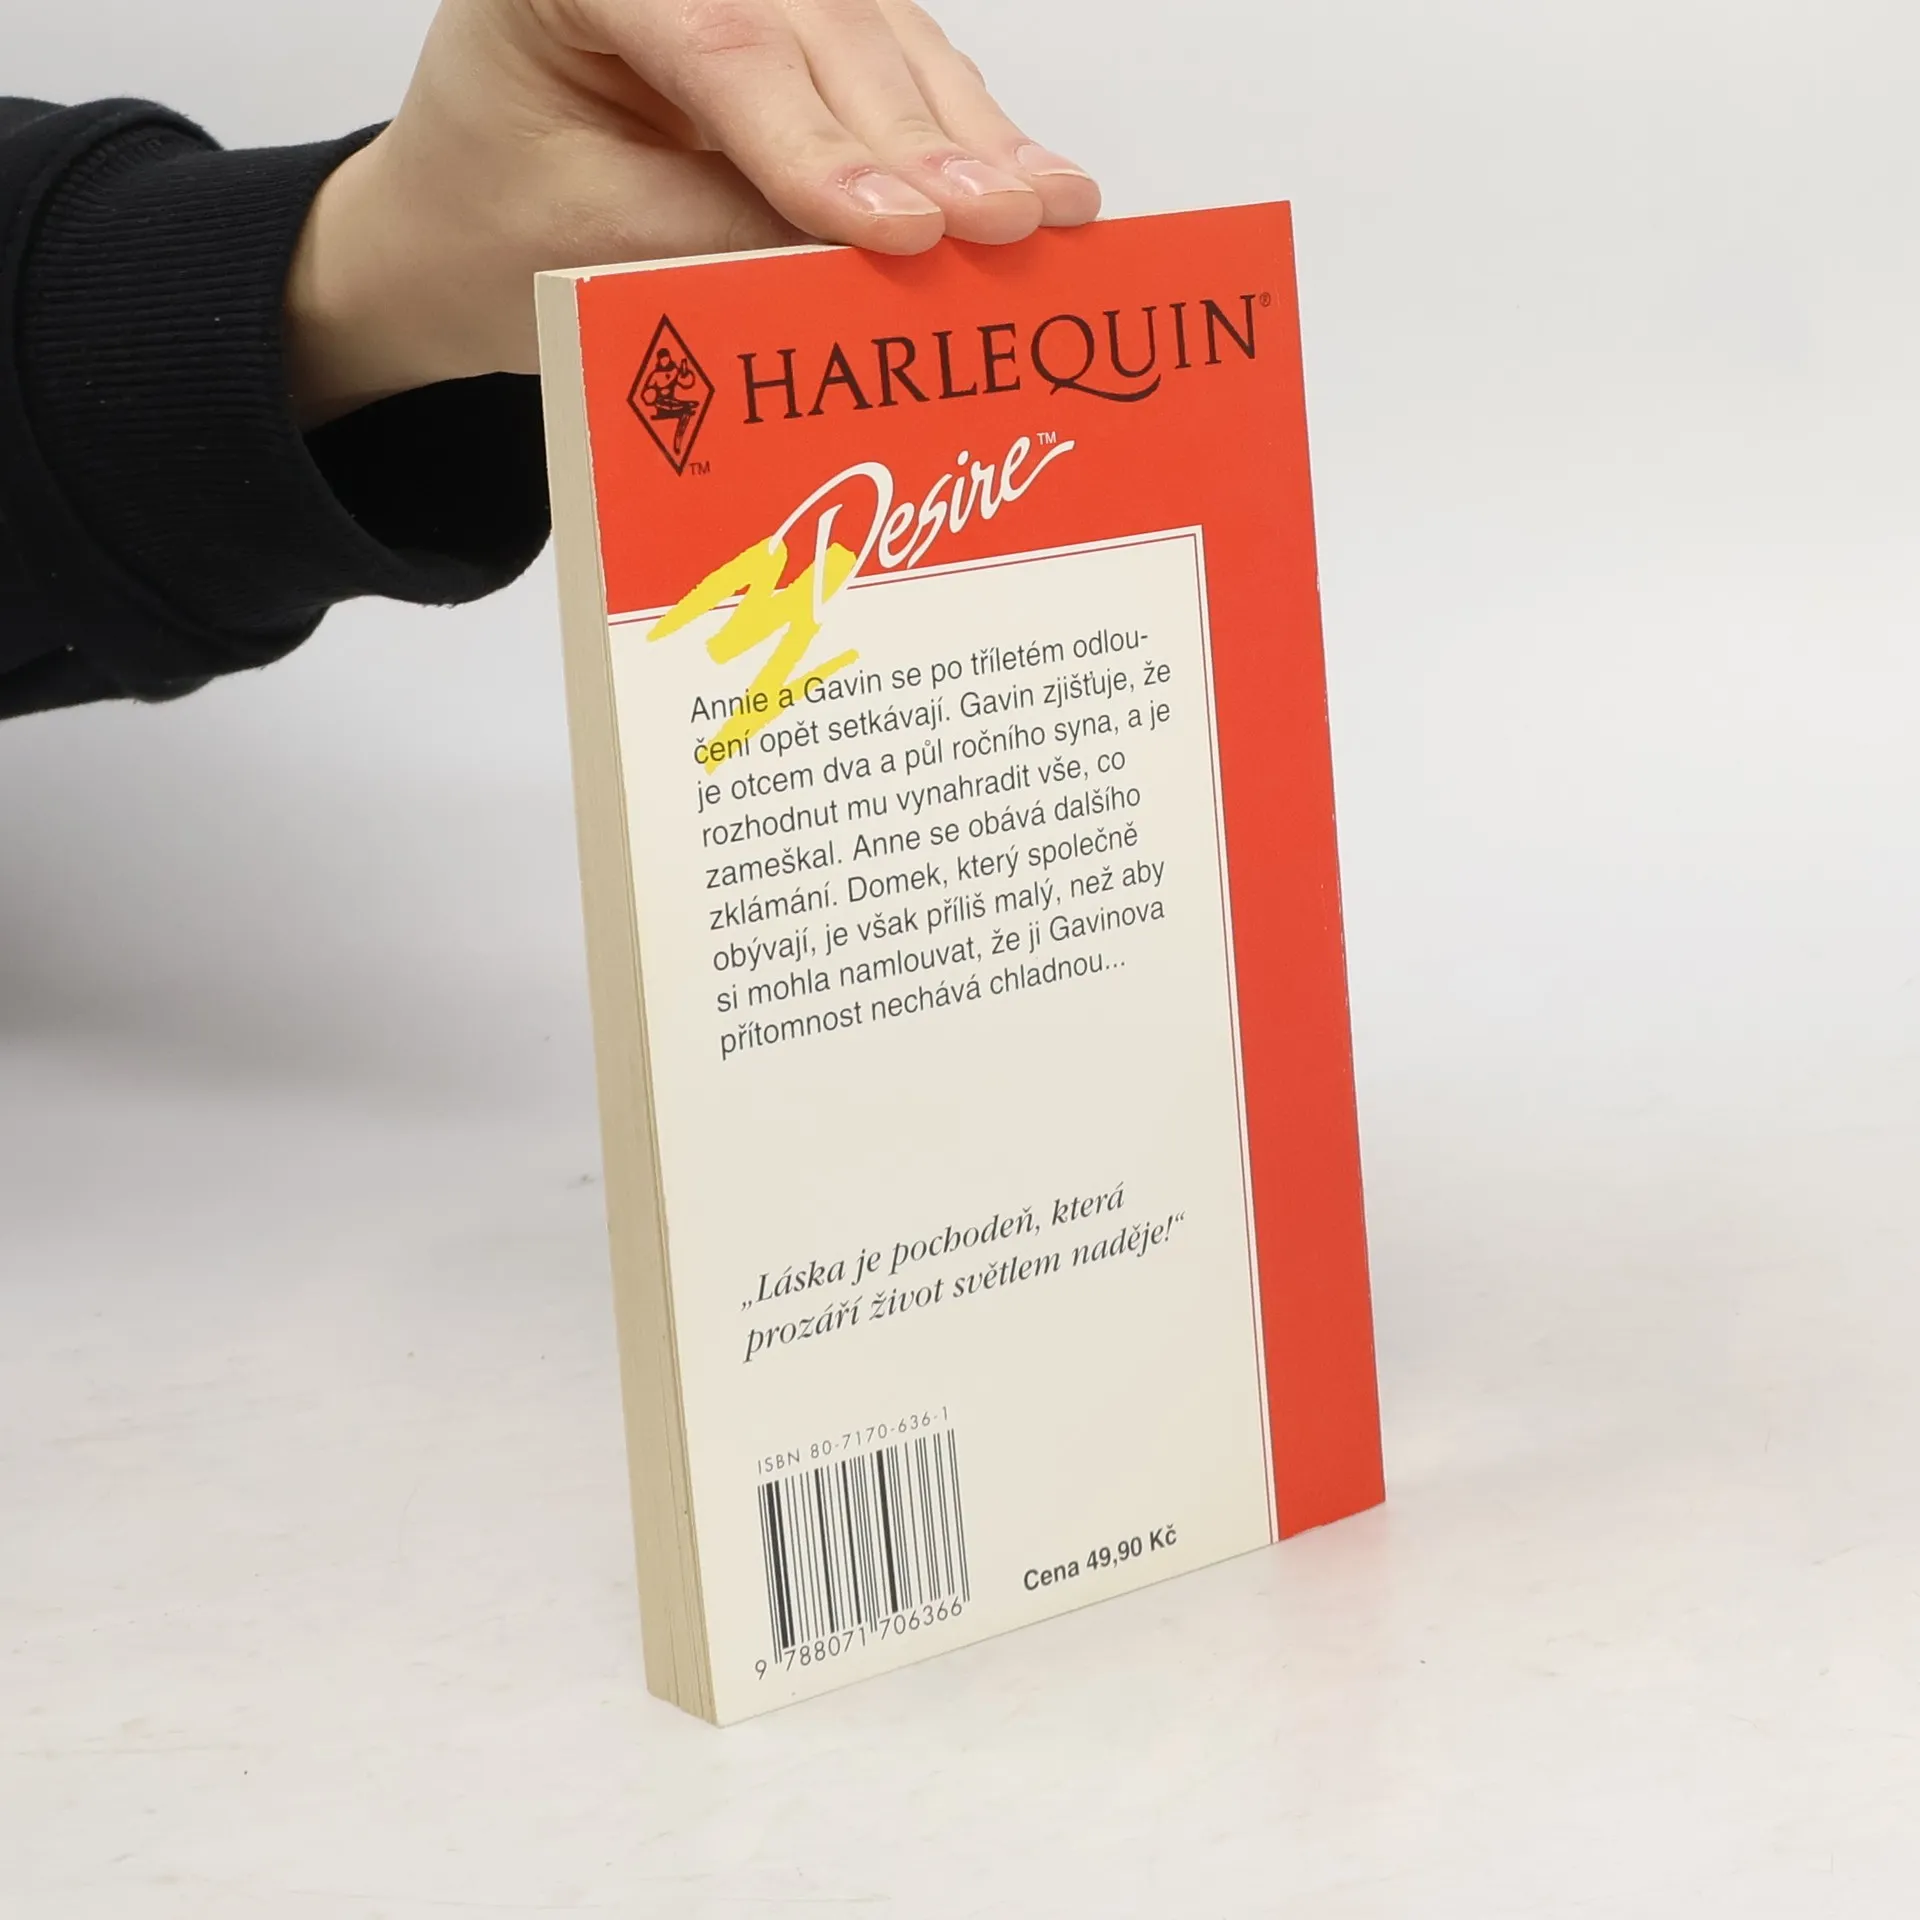 HARLEQUIN®
TM
Desire™
Annie a Gavin se po tříletém odlou-
čení opět setkávají. Gavin zjišťuje, že
je otcem dva a půl ročního syna, a je
rozhodnut mu vynahradit vše, co
zameškal. Anne se obává dalšího
zklámání. Domek, který společně
obývají, je však příliš malý, než aby
si mohla namlouvat, že ji Gavinova
přítomnost nechává chladnou...
„Láska je pochodeň, která
prozáří život světlem naděje!“
ISBN 80-7170-636-1
9 788071 706366
Cena 49,90 Kč